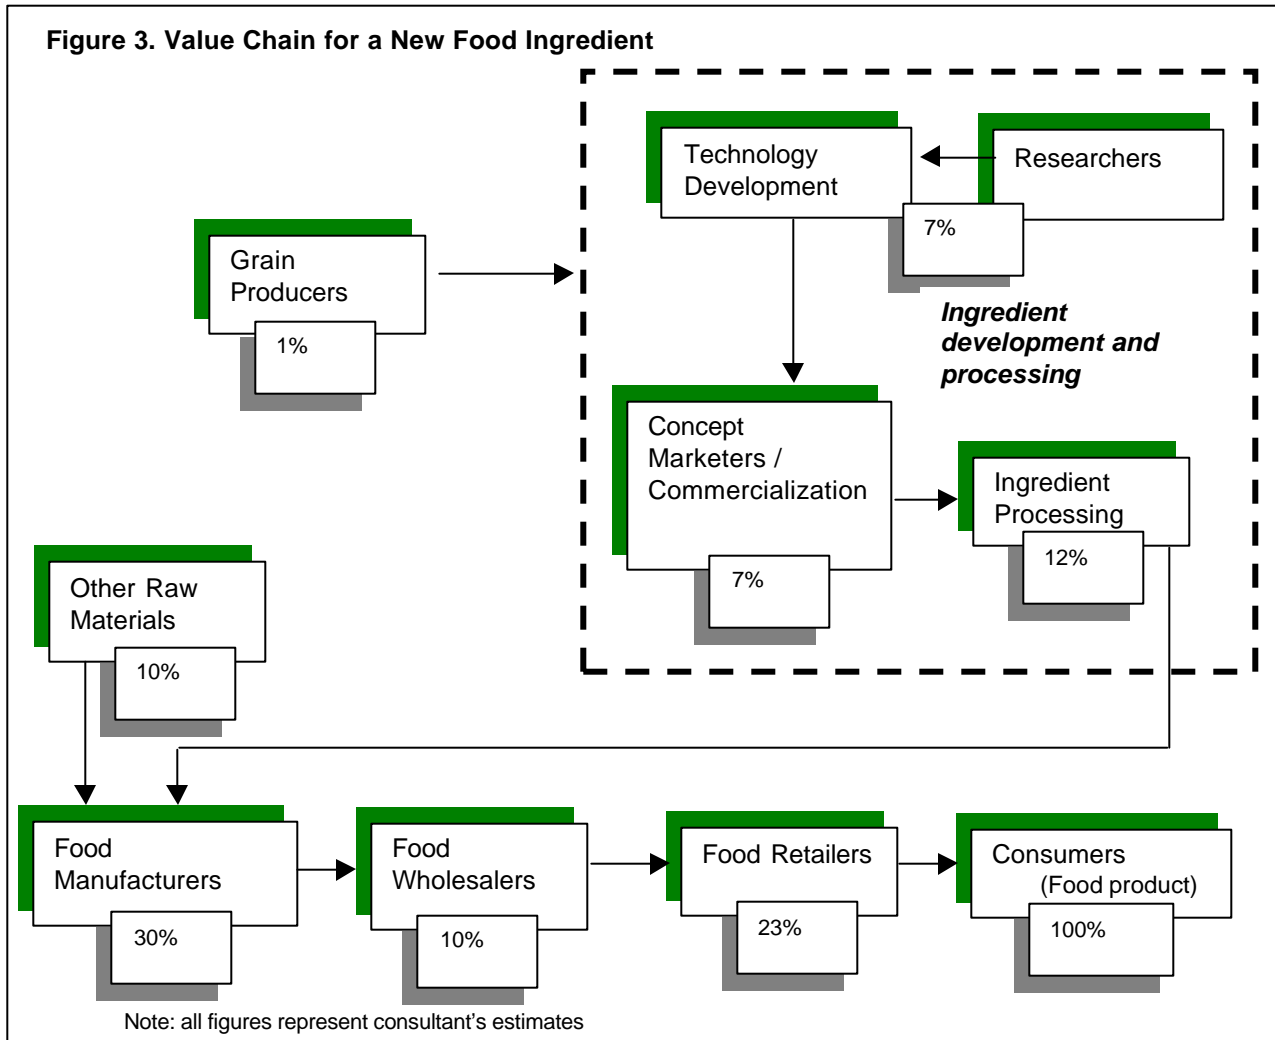 Figure 3. Value Chain for a New Food Ingredient
Technology
Development
Researchers
7%
Grain
Producers
1%
Ingredient
development and
processing
Concept
Marketers /
Commercialization
7%
Ingredient
Processing
12%
Other Raw
Materials
10%
Food
Manufacturers
30%
Food
Wholesalers
10%
Food Retailers
23%
Consumers
(Food product)
100%
Note: all figures represent consultant's estimates